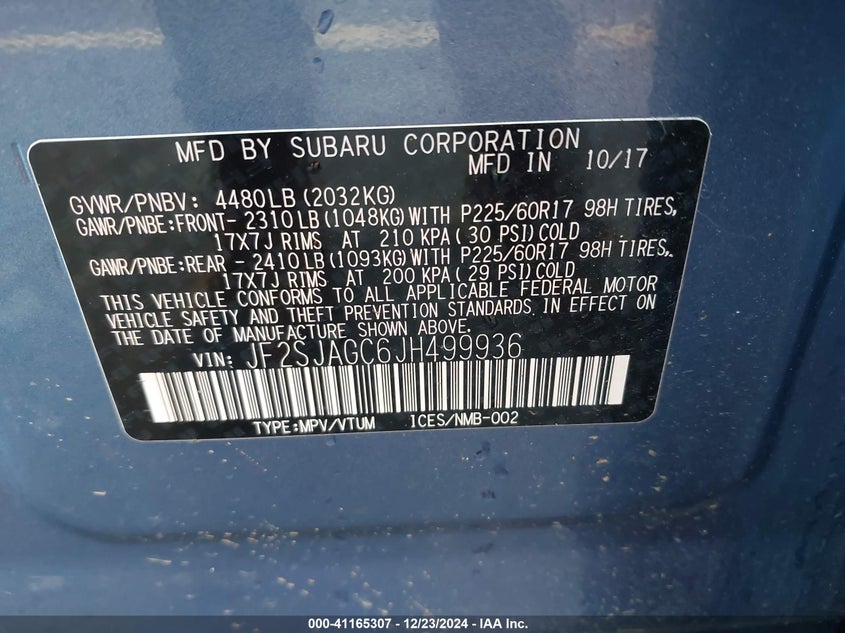 MFD BY SUBARU CORPORATION
MFD IN 10/17
GVWR/PNBV: 4480LB(2032KG)
GAWR/PNBE:FRONT- 2310LB(1048KG)WITH P225/60R17 98H TIRES,
17X7J RIMS AT 210 KPA(30 PSI)COLD
GAWR/PNBE:REAR - 2410LB(1093KG)WITH P225/60R17 98H TIRES,
17X7J RIMS AT 200 KPA(29 PSI)COLD
THIS VEHICLE CONFORMS TO ALL APPLICABLE FEDERAL MOTOR
VEHICLE SAFETY AND THEFT PREVENTION STANDARDS IN EFFECT ON
THE DATE OF MANUFACTURE SHOWN ABOVE.
VIN: JF2SJAGC6JH499936
TYPE:MPV/VTUM ICES/NMB-002
000-41165307 - 12/23/2024 - IAA Inc.